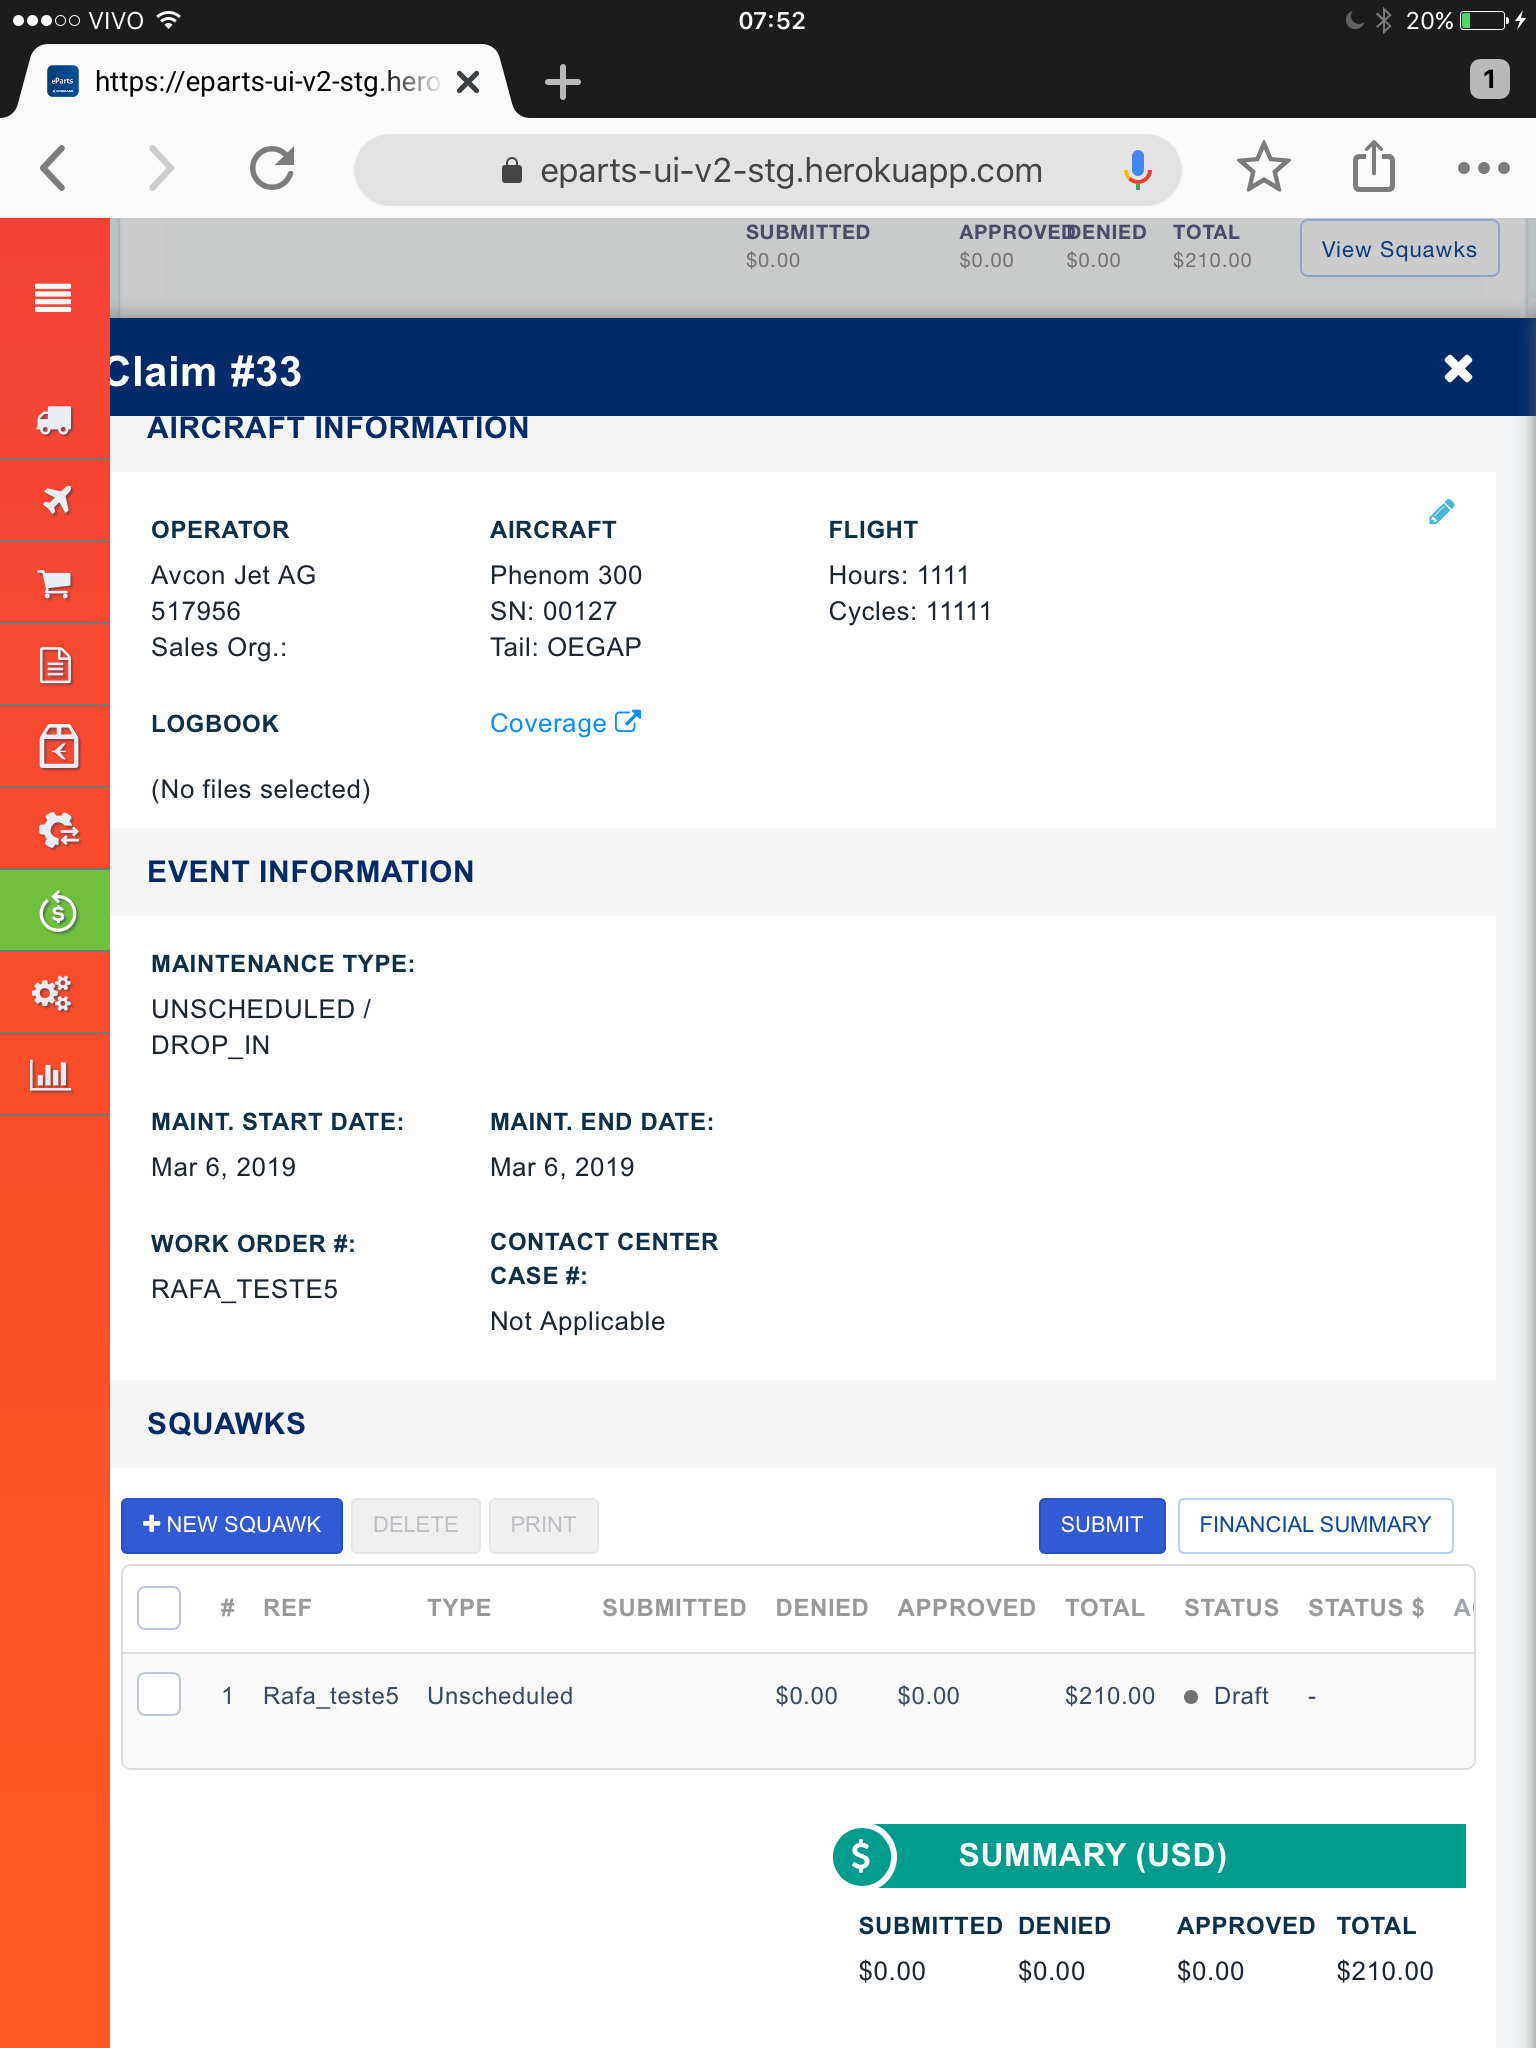 VIVO 07:52 20%
eParts https://eparts-ui-v2-stg.hero 1
eparts-ui-v2-stg.herokuapp.com
SUBMITTED APPROVED DENIED TOTAL
$0.00 $0.00 $0.00 $210.00
View Squawks
Claim #33
AIRCRAFT INFORMATION
OPERATOR AIRCRAFT FLIGHT
Avcon Jet AG Phenom 300 Hours: 1111
517956 SN: 00127 Cycles: 11111
Sales Org.: Tail: OEGAP
LOGBOOK Coverage
(No files selected)
EVENT INFORMATION
MAINTENANCE TYPE:
UNSCHEDULED /
DROP_IN
MAINT. START DATE: MAINT. END DATE:
Mar 6, 2019 Mar 6, 2019
WORK ORDER #: CONTACT CENTER
CASE #:
RAFA_TESTE5
Not Applicable
SQUAWKS
NEW SQUAWK DELETE PRINT SUBMIT FINANCIAL SUMMARY
# REF TYPE SUBMITTED DENIED APPROVED TOTAL STATUS STATUS $
1 Rafa_teste5 Unscheduled $0.00 $0.00 $210.00 Draft -
$ SUMMARY (USD)
SUBMITTED DENIED APPROVED TOTAL
$0.00 $0.00 $0.00 $210.00